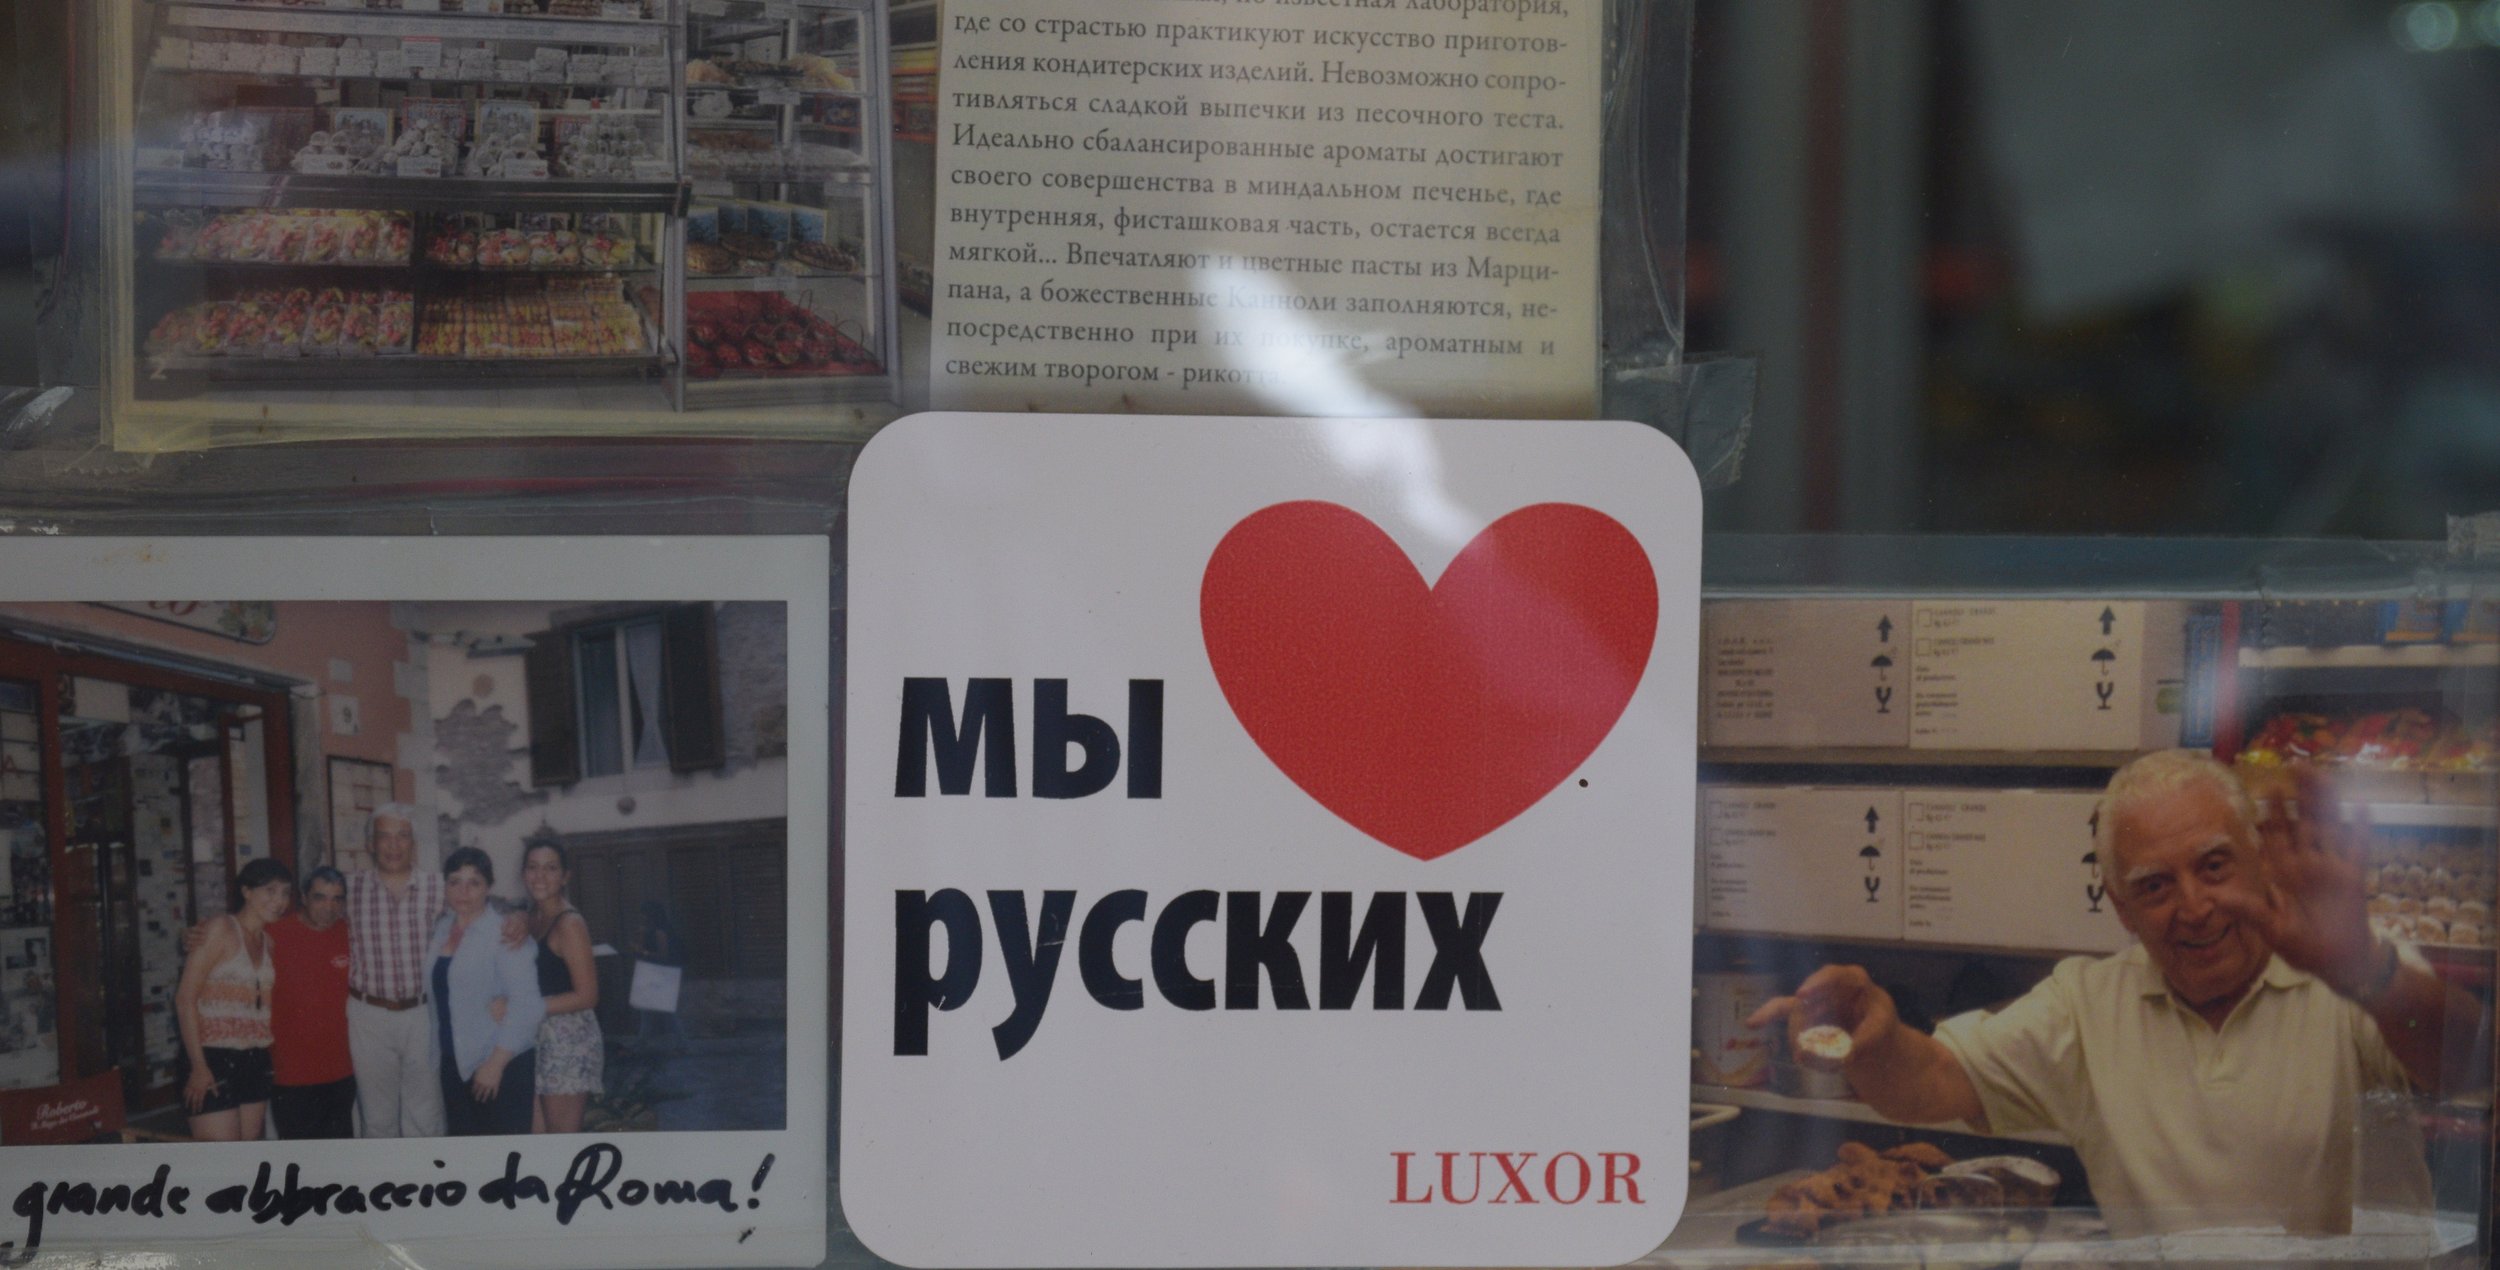 известная лаборатория,
где со страстью практикуют искусство приготов-
ления кондитерских изделий. Невозможно сопро-
тивляться сладкой выпечки из песочного теста.
Идеально сбалансированные ароматы достигают
своего совершенства в миндальном печенье, где
внутренняя, фисташковая часть, остается всегда
мягкой... Впечатляют и цветные пасты из Марци-
пана, а божественные Канноли заполняются, не-
посредственно при их покупке, ароматным и
свежим творогом - рикотта
мы
русских
LUXOR
Roberto
grande abbraccio da Roma!